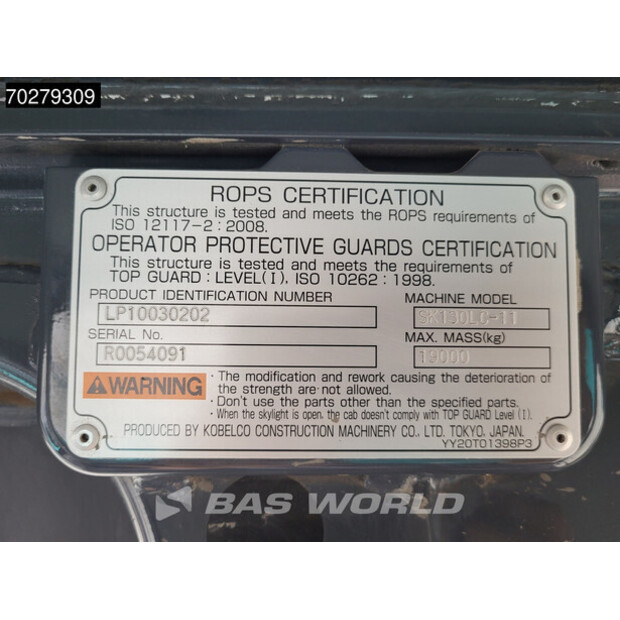 70279309
ROPS CERTIFICATION
This structure is tested and meets the ROPS requirements of
ISO 12117-2 : 2008.
OPERATOR PROTECTIVE GUARDS CERTIFICATION
This structure is tested and meets the requirements of
TOP GUARD : LEVEL(I), ISO 10262 : 1998.
PRODUCT IDENTIFICATION NUMBER
LP10030202
MACHINE MODEL
SK130LC-11
SERIAL No.
R0054091
MAX. MASS(kg)
19000
WARNING
・The modification and rework causing the deterioration of
the strength are not allowed.
・Don't use parts other than the specified parts.
・When the skylight is open, the cab doesn't comply with TOP GUARD Level (I).
PRODUCED BY KOBELCO CONSTRUCTION MACHINERY CO., LTD. TOKYO, JAPAN.
YY20T01398P3
BAS WORLD